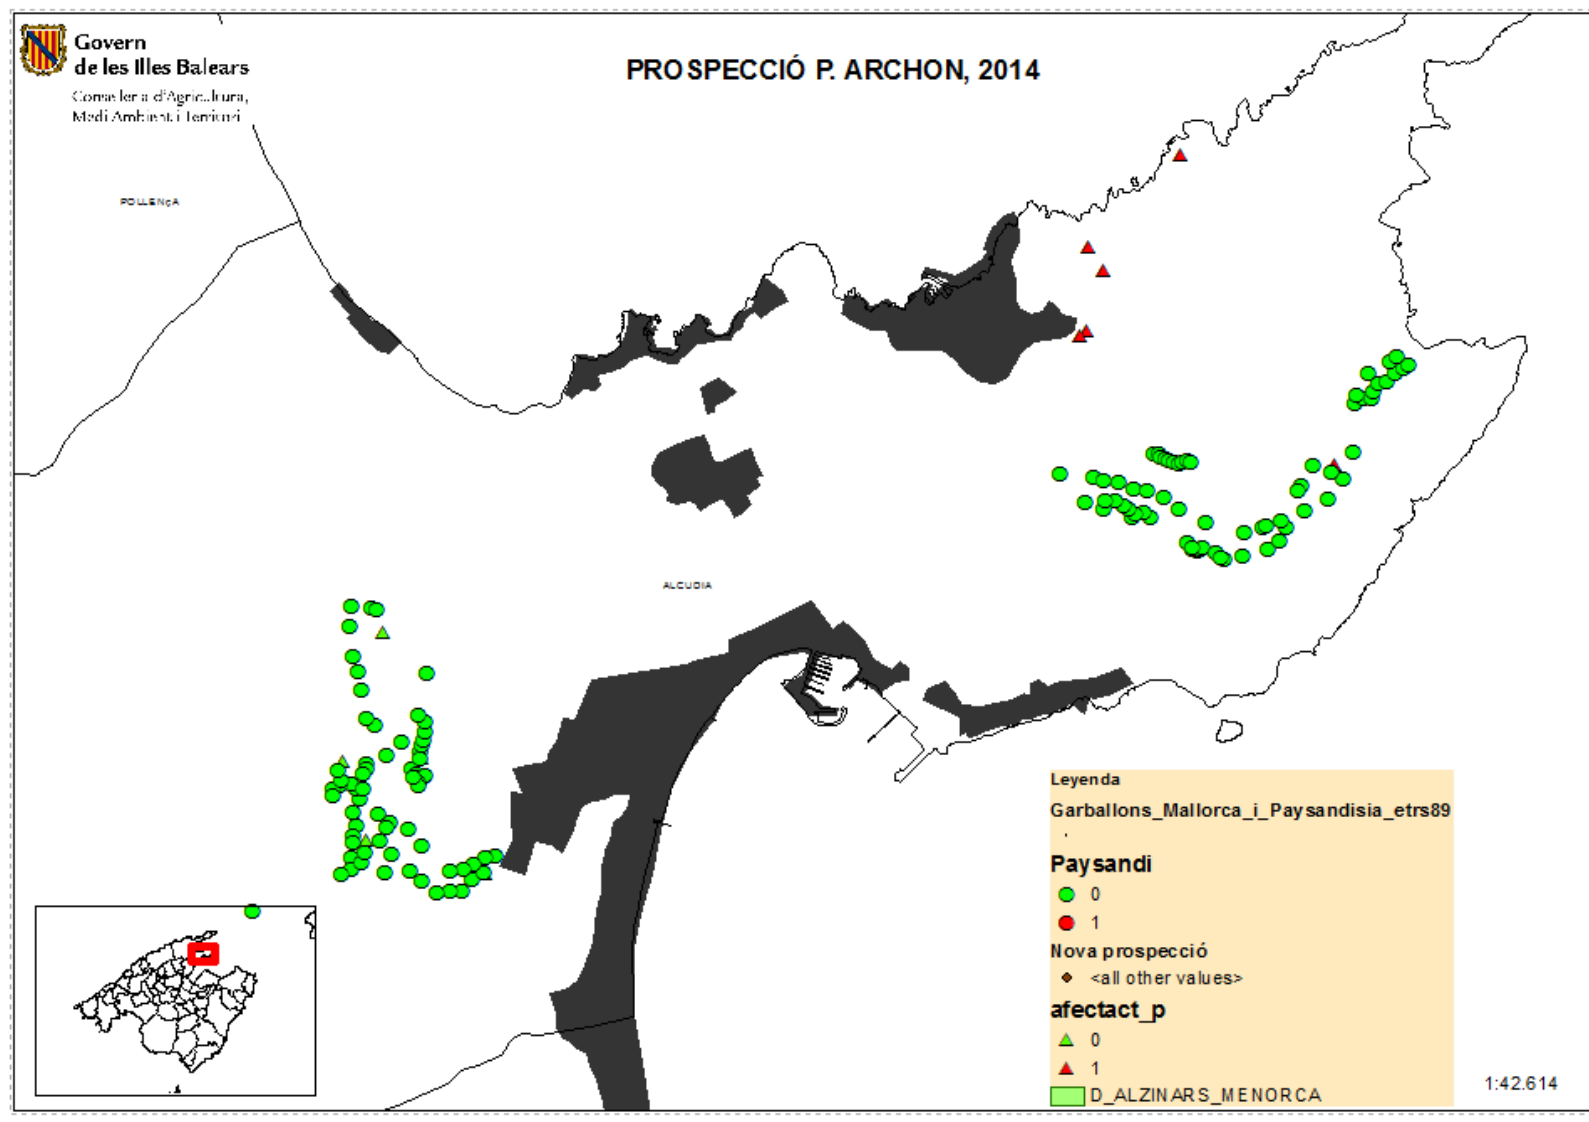 Govern
de les Illes Balears
Conselleria d'Agricultura,
Medi Ambient i Territori
PROSPECCIÓ P. ARCHON, 2014
POLLENçA
ALCUDIA
Leyenda
Garballons_Mallorca_i_Paysandisia_etrs89
Paysandi
0
1
Nova prospecció
<all other values>
afectact_p
0
1
D_ALZINARS_MENORCA
1:42.614